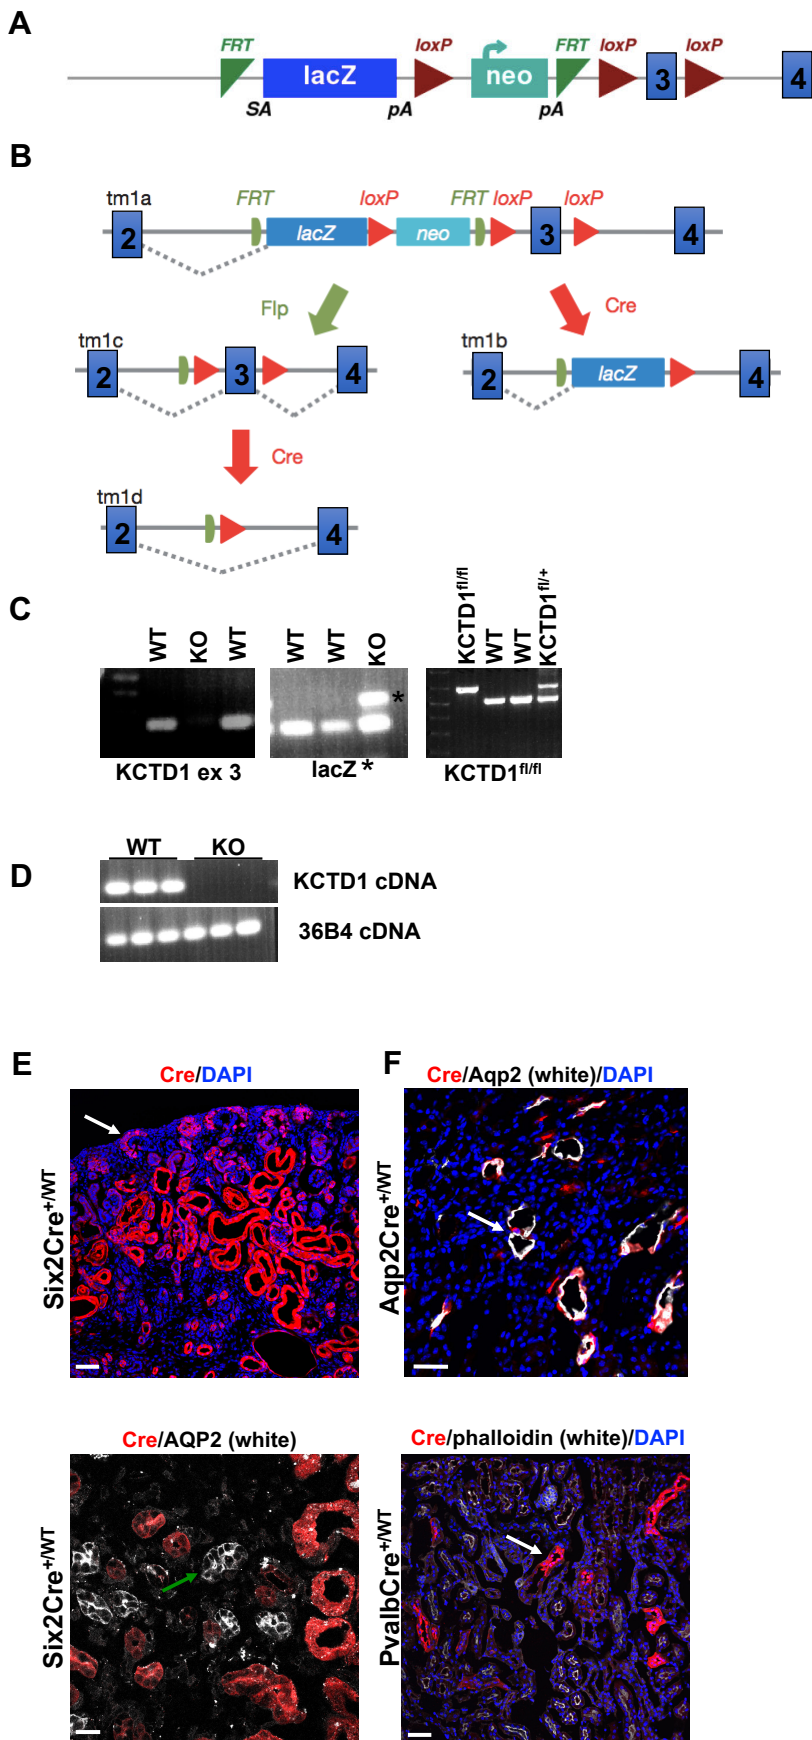 A
FRT
loxP
FRT
loxP
loxP
lacZ
neo
3
4
SA
pA
pA
B
tm1a
FRT
loxP
FRT
loxP
loxP
2
lacZ
neo
3
4
Flp
Cre
tm1c
tm1b
2
3
4
2
lacZ
4
Cre
tm1d
2
4
C
WT
KO
WT
WT
WT
KO
KCTD1fl/fl
WT
WT
KCTD1fl/+
*
KCTD1 ex 3
lacZ *
KCTD1fl/fl
D
WT
KO
KCTD1 cDNA
36B4 cDNA
E
Cre/DAPI
Six2Cre+/WT
F
Cre/Aqp2 (white)/DAPI
Aqp2Cre+/WT
Cre/AQP2 (white)
Six2Cre+/WT
Cre/phalloidin (white)/DAPI
PvalbCre+/WT